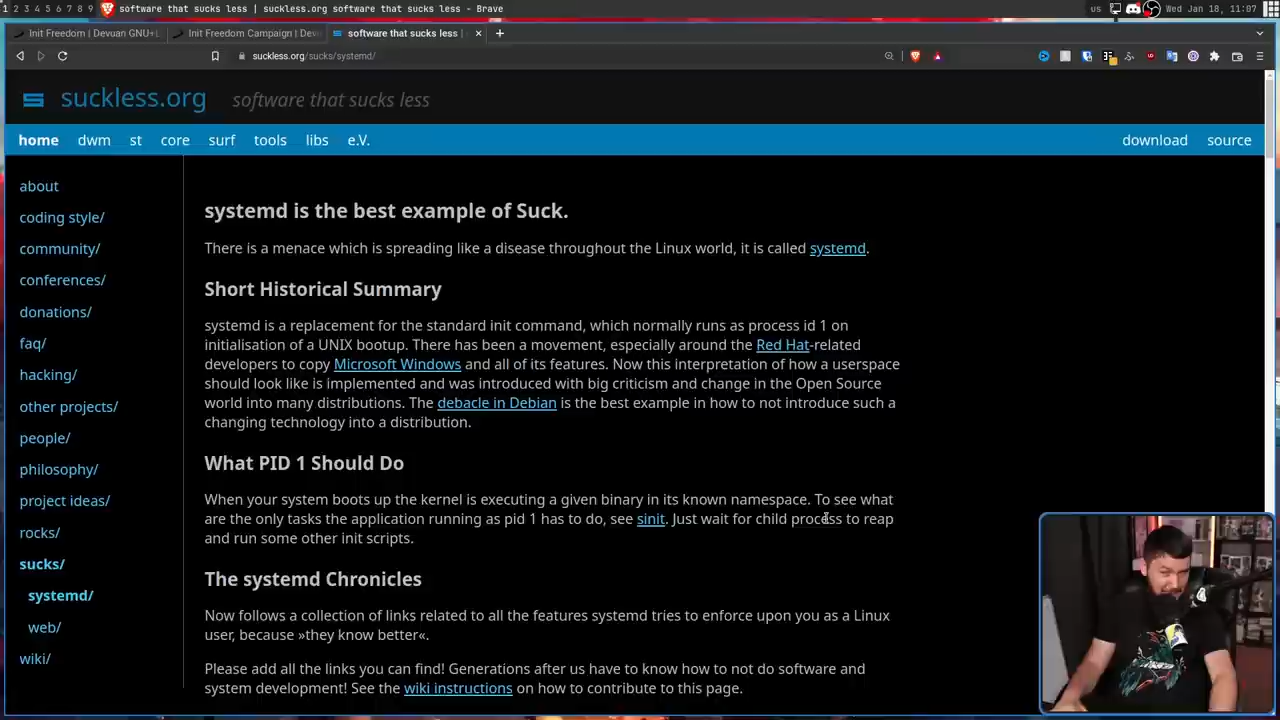 1 2 3 4 5 6 7 8 9 software that sucks less | suckless.org software that sucks less - Brave us Wed Jan 18, 11:07
Init Freedom | Devuan GNU+L Init Freedom Campaign | Dev software that sucks less |
suckless.org/sucks/systemd/
suckless.org software that sucks less
home dwm st core surf tools libs e.V. download source
about
coding style/
community/
conferences/
donations/
faq/
hacking/
other projects/
people/
philosophy/
project ideas/
rocks/
sucks/
systemd/
web/
wiki/
systemd is the best example of Suck.
There is a menace which is spreading like a disease throughout the Linux world, it is called systemd.
Short Historical Summary
systemd is a replacement for the standard init command, which normally runs as process id 1 on
initialisation of a UNIX bootup. There has been a movement, especially around the Red Hat-related
developers to copy Microsoft Windows and all of its features. Now this interpretation of how a userspace
should look like is implemented and was introduced with big criticism and change in the Open Source
world into many distributions. The debacle in Debian is the best example in how to not introduce such a
changing technology into a distribution.
What PID 1 Should Do
When your system boots up the kernel is executing a given binary in its known namespace. To see what
are the only tasks the application running as pid 1 has to do, see sinit. Just wait for child process to reap
and run some other init scripts.
The systemd Chronicles
Now follows a collection of links related to all the features systemd tries to enforce upon you as a Linux
user, because »they know better«.
Please add all the links you can find! Generations after us have to know how to not do software and
system development! See the wiki instructions on how to contribute to this page.